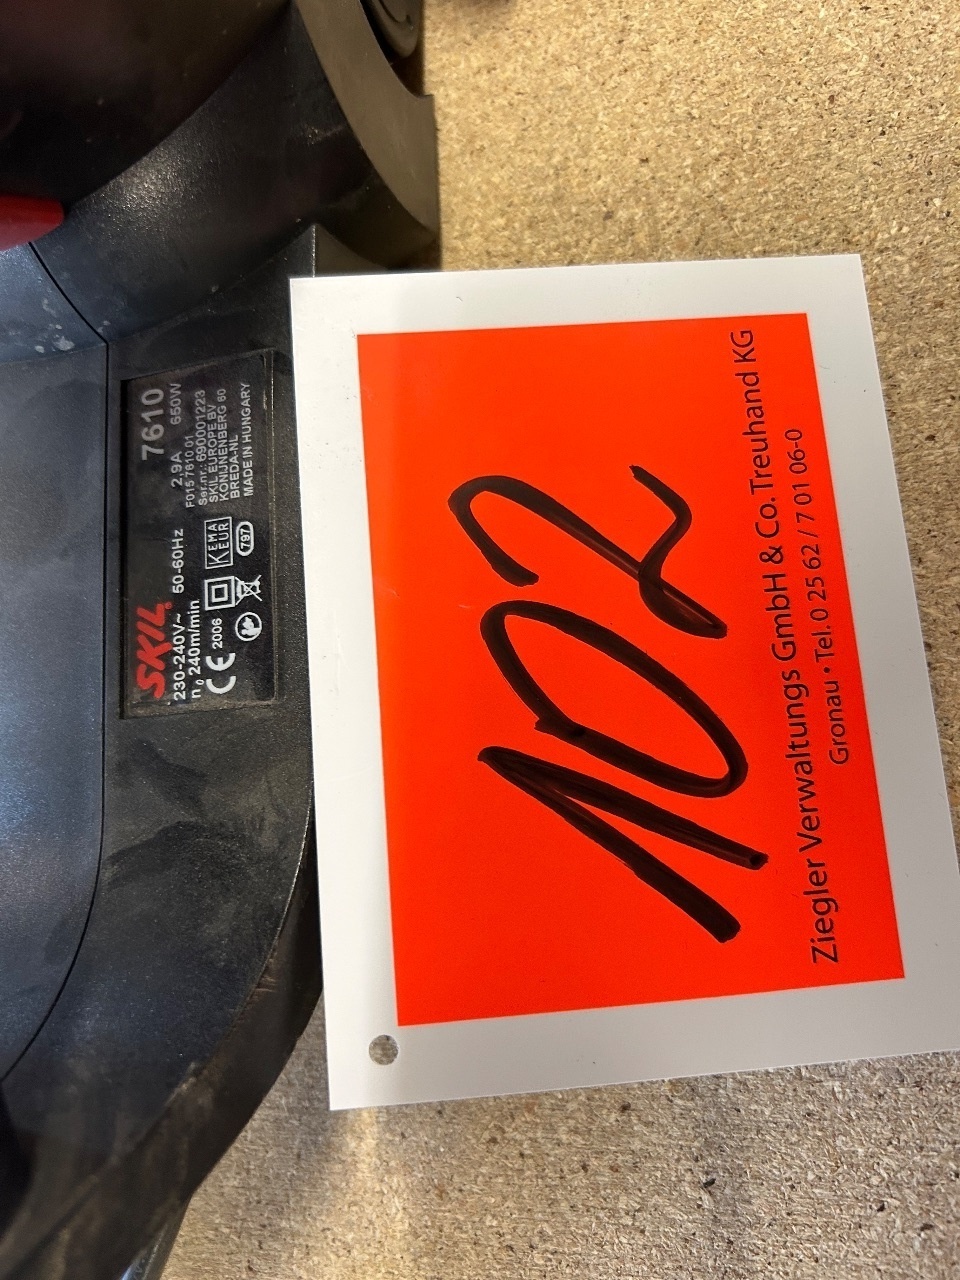 SKIL 7610
230-240V~ 50-60Hz 2,9A 650W
n₀ 240m/min F015 7610 01
Ser.nr.:690001223
SKIL EUROPE BV
KONIJNENBERG 60
BREDA-NL
MADE IN HUNGARY
CE 2006 KEMA KEUR
797
102
Ziegler Verwaltungs GmbH & Co. Treuhand KG
Gronau • Tel. 0 25 62 / 7 01 06-0